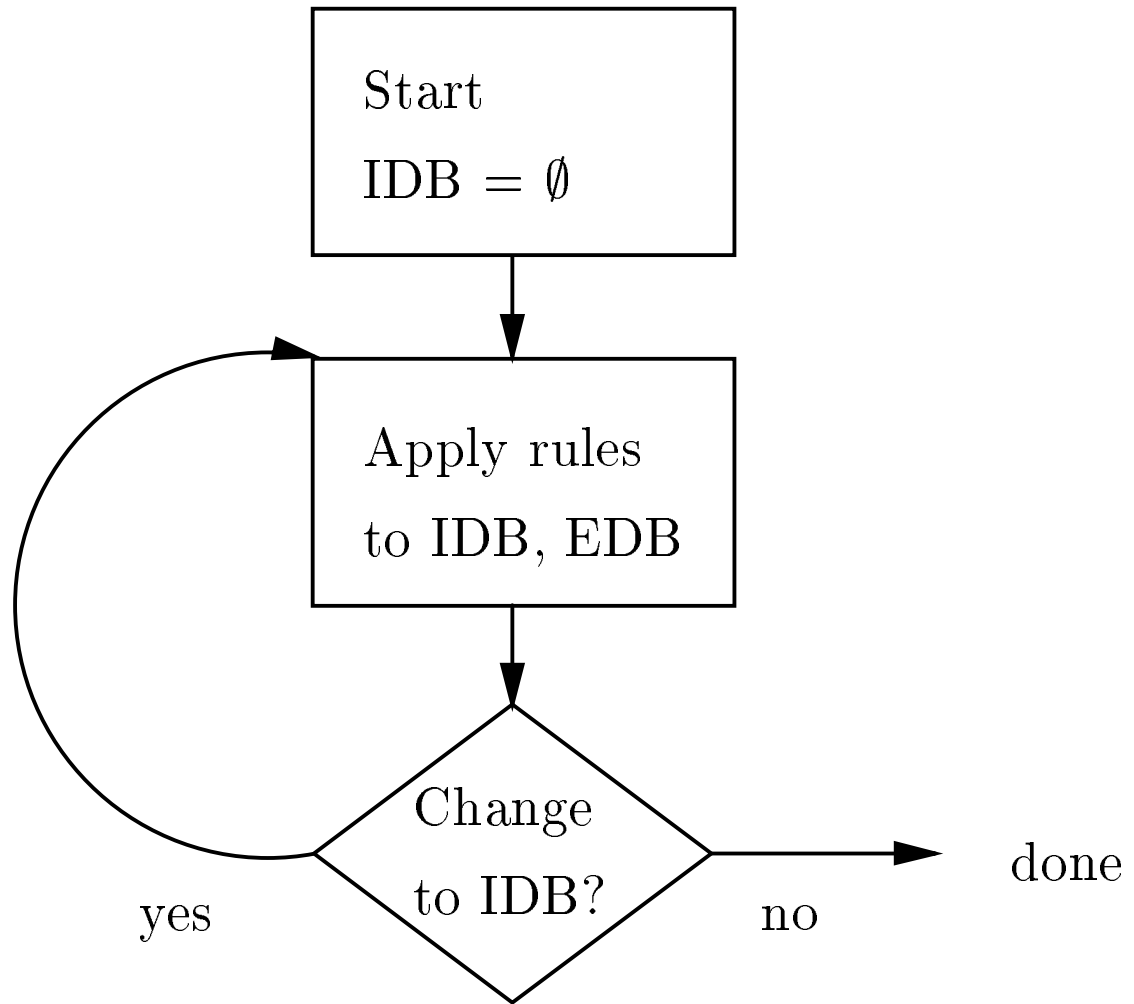 Start
IDB = ∅
Apply rules
to IDB, EDB
Change
to IDB?
yes
no
done